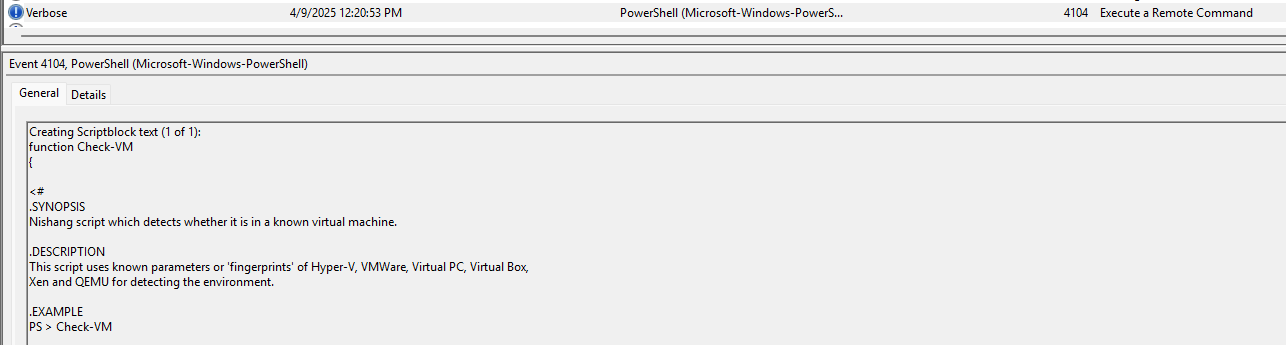 Verbose 4/9/2025 12:20:53 PM PowerShell (Microsoft-Windows-PowerS... 4104 Execute a Remote Command
Event 4104, PowerShell (Microsoft-Windows-PowerShell)
General Details
Creating Scriptblock text (1 of 1):
function Check-VM
{
<#
.SYNOPSIS
Nishang script which detects whether it is in a known virtual machine.
.DESCRIPTION
This script uses known parameters or 'fingerprints' of Hyper-V, VMWare, Virtual PC, Virtual Box,
Xen and QEMU for detecting the environment.
.EXAMPLE
PS > Check-VM